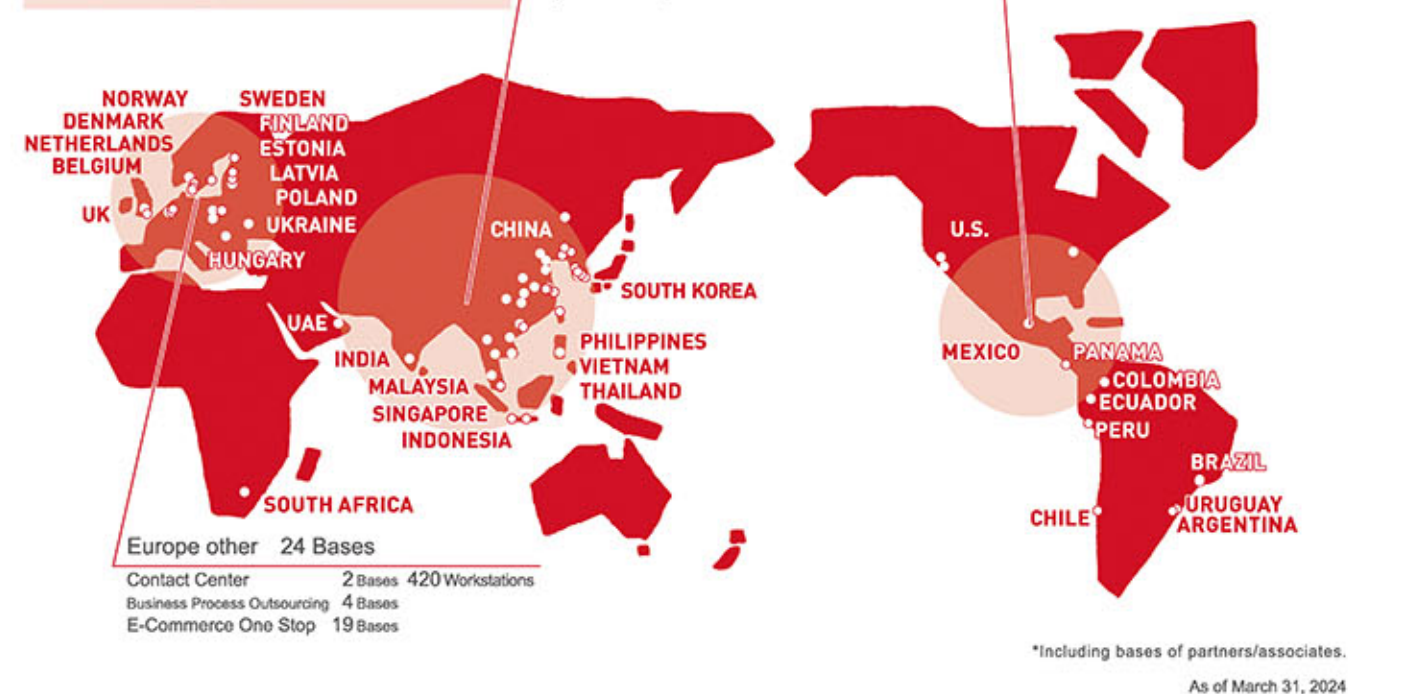 NORWAY SWEDEN
DENMARK FINLAND
NETHERLANDS ESTONIA
BELGIUM LATVIA
POLAND
UK UKRAINE
HUNGARY
CHINA
SOUTH KOREA
UAE
INDIA
PHILIPPINES
VIETNAM
THAILAND
MALAYSIA
SINGAPORE
INDONESIA
SOUTH AFRICA
U.S.
MEXICO PANAMA
COLOMBIA
ECUADOR
PERU
BRAZIL
CHILE URUGUAY
ARGENTINA
Europe other 24 Bases
Contact Center 2 Bases 420 Workstations
Business Process Outsourcing 4 Bases
E-Commerce One Stop 19 Bases
*Including bases of partners/associates.
As of March 31, 2024